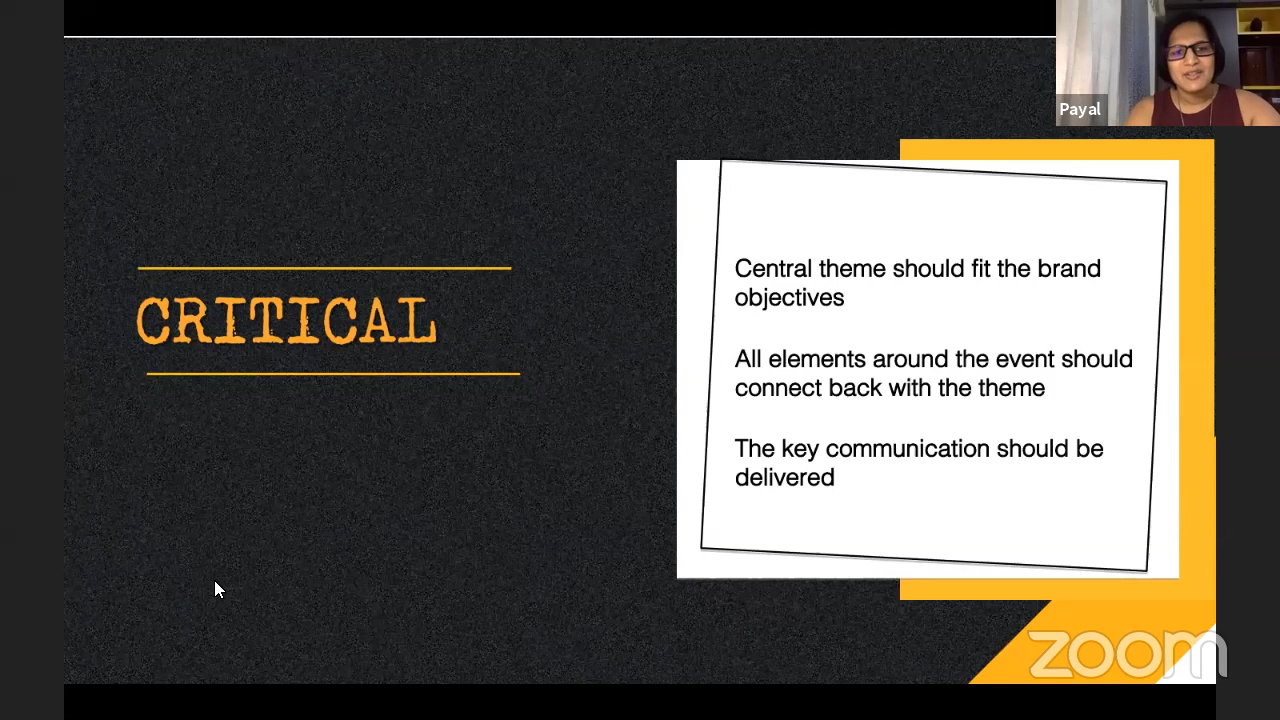 Payal
CRITICAL
Central theme should fit the brand
objectives
All elements around the event should
connect back with the theme
The key communication should be
delivered
zoom